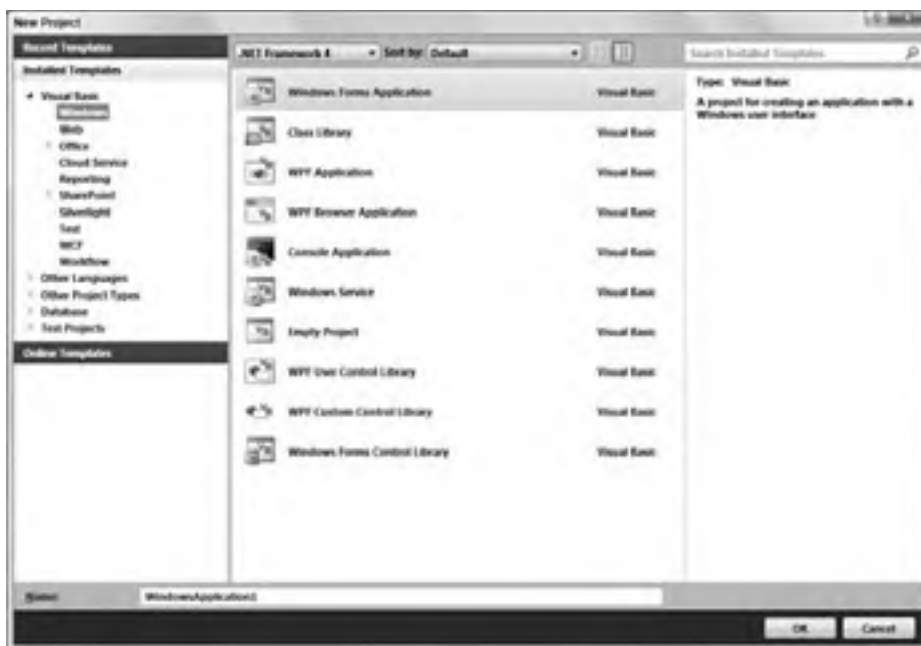 New Project
Recent Templates
.NET Framework 4
Sort by: Default
Search Installed Templates
Installed Templates
Visual Basic
Windows
Web
Office
Cloud Service
Reporting
SharePoint
Silverlight
Test
WCF
Workflow
Other Languages
Other Project Types
Database
Test Projects
Online Templates
Windows Forms Application Visual Basic
Class Library Visual Basic
WPF Application Visual Basic
WPF Browser Application Visual Basic
Console Application Visual Basic
Windows Service Visual Basic
Empty Project Visual Basic
WPF User Control Library Visual Basic
WPF Custom Control Library Visual Basic
Windows Forms Control Library Visual Basic
Type: Visual Basic
A project for creating an application with a
Windows user interface
Name: WindowsApplication1
OK Cancel